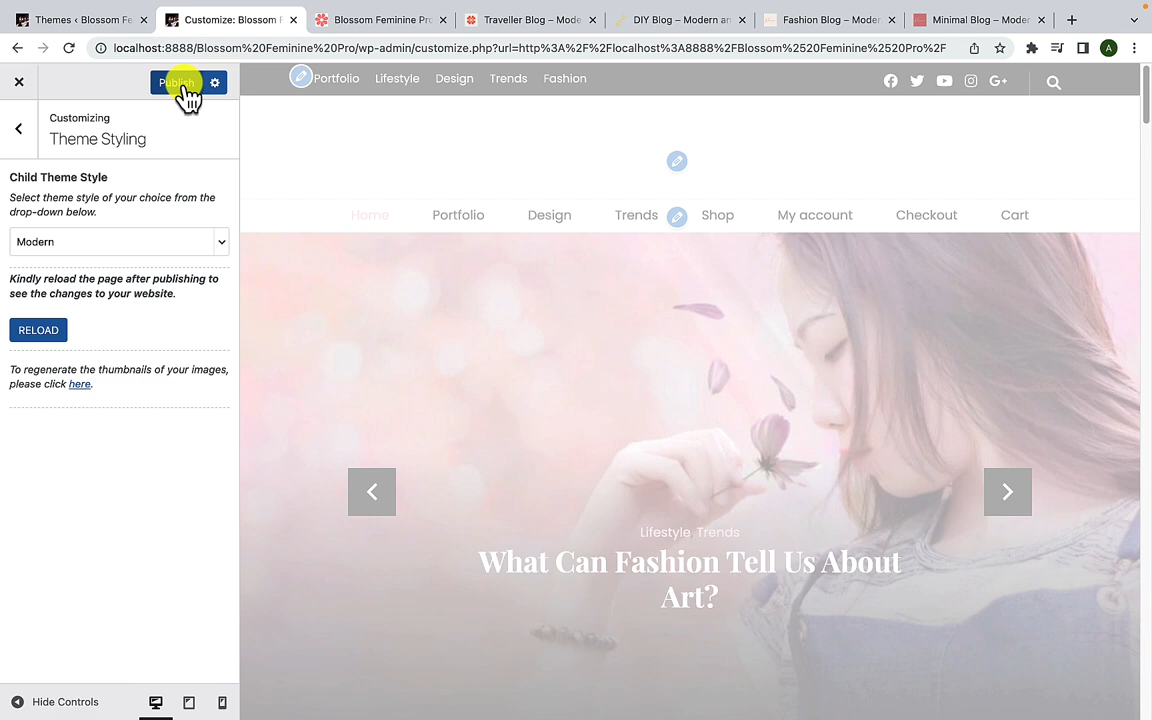 Themes ‹ Blossom Fe
Customize: Blossom F
Blossom Feminine Pro
Traveller Blog – Mode
DIY Blog – Modern an
Fashion Blog – Moder
Minimal Blog – Moder
localhost:8888/Blossom%20Feminine%20Pro/wp-admin/customize.php?url=http%3A%2F%2Flocalhost%3A8888%2FBlossom%2520Feminine%2520Pro%2F
A
Publish
Portfolio Lifestyle Design Trends Fashion
G+
Customizing
Theme Styling
Child Theme Style
Select theme style of your choice from the
drop-down below.
Modern
Kindly reload the page after publishing to
see the changes to your website.
RELOAD
To regenerate the thumbnails of your images,
please click here.
Home Portfolio Design Trends Shop My account Checkout Cart
Lifestyle Trends
What Can Fashion Tell Us About
Art?
Hide Controls